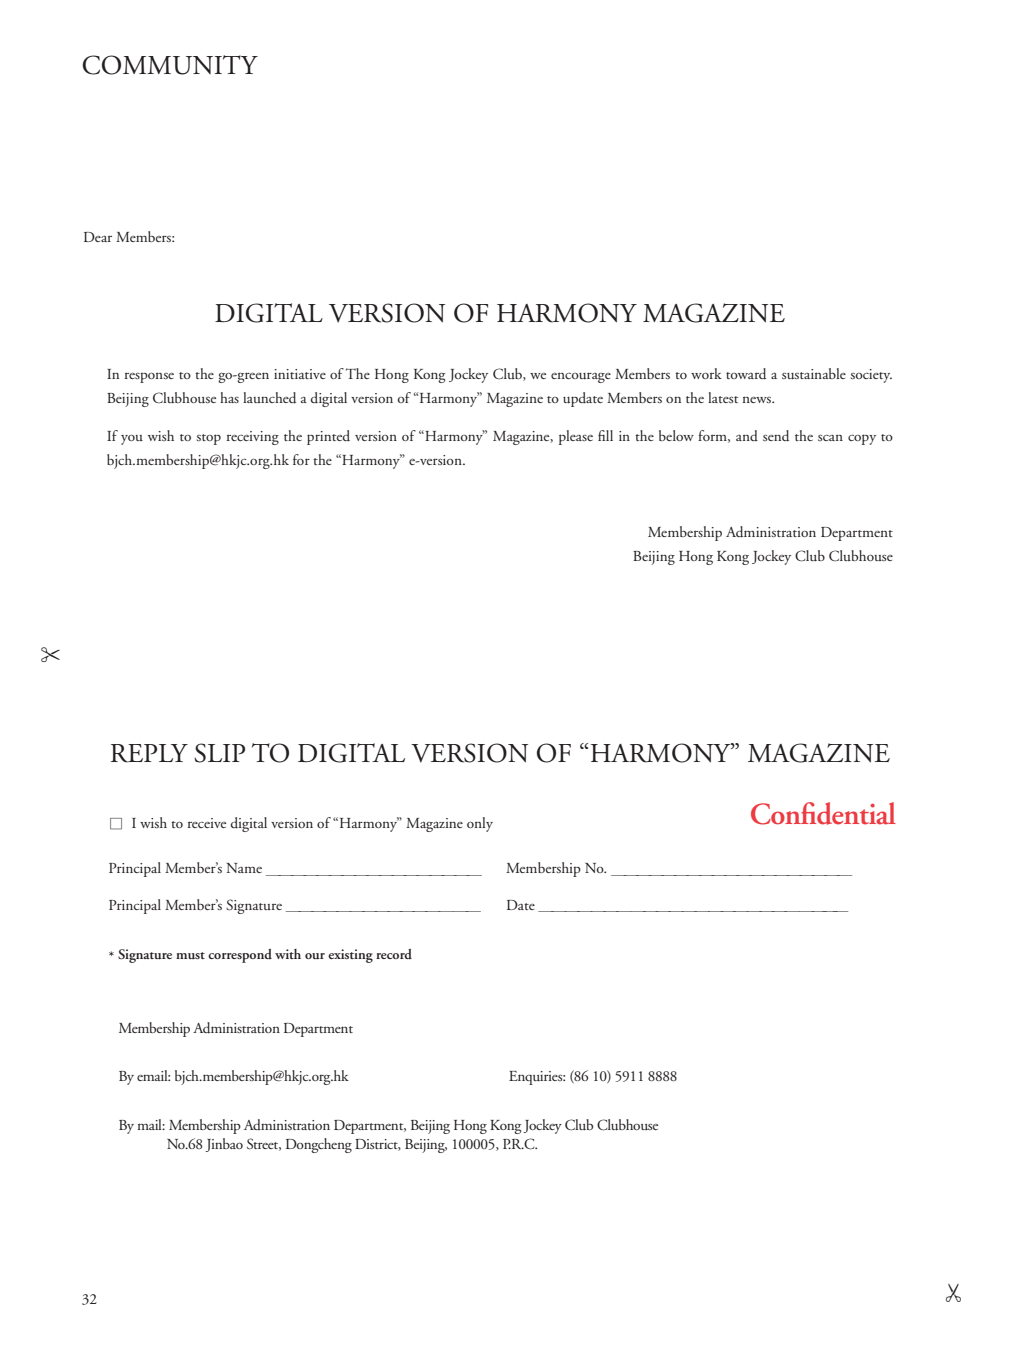 COMMUNITY
Dear Members:
DIGITAL VERSION OF HARMONY MAGAZINE
In response to the go-green initiative of The Hong Kong Jockey Club, we encourage Members to work toward a sustainable society.
Beijing Clubhouse has launched a digital version of “Harmony” Magazine to update Members on the latest news.
If you wish to stop receiving the printed version of “Harmony” Magazine, please fill in the below form, and send the scan copy to
bjch.membership@hkjc.org.hk for the “Harmony” e-version.
Membership Administration Department
Beijing Hong Kong Jockey Club Clubhouse
REPLY SLIP TO DIGITAL VERSION OF “HARMONY” MAGAZINE
Confidential
☐ I wish to receive digital version of “Harmony” Magazine only
Principal Member’s Name ___________________________ Membership No. ______________________________
Principal Member’s Signature ________________________ Date _______________________________________
* Signature must correspond with our existing record
Membership Administration Department
By email: bjch.membership@hkjc.org.hk Enquiries: (86 10) 5911 8888
By mail: Membership Administration Department, Beijing Hong Kong Jockey Club Clubhouse
No.68 Jinbao Street, Dongcheng District, Beijing, 100005, P.R.C.
32